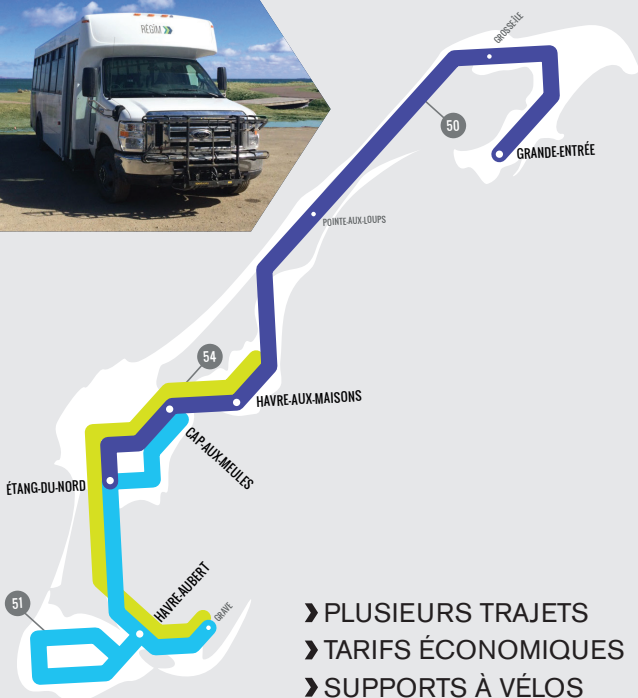 RÉGÎM
GROSSE-ÎLE
50
GRANDE-ENTRÉE
POINTE-AUX-LOUPS
54
HAVRE-AUX-MAISONS
CAP-AUX-MEULES
ÉTANG-DU-NORD
HAVRE-AUBERT
51
GRAVE
❯ PLUSIEURS TRAJETS
❯ TARIFS ÉCONOMIQUES
❯ SUPPORTS À VÉLOS